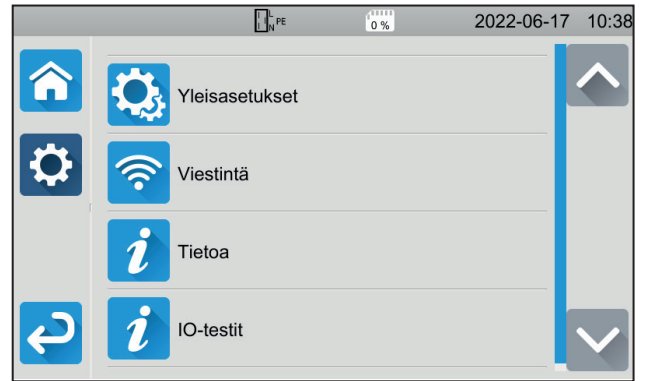 L
N PE
0 %
2022-06-17 10:38
Yleisasetukset
Viestintä
Tietoa
IO-testit